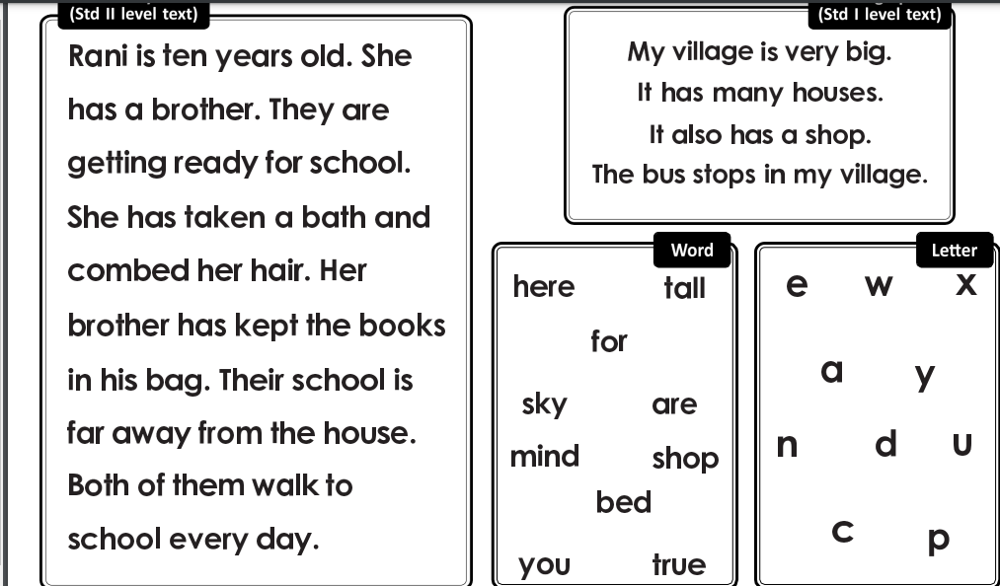 (Std II level text)
Rani is ten years old. She
has a brother. They are
getting ready for school.
She has taken a bath and
combed her hair. Her
brother has kept the books
in his bag. Their school is
far away from the house.
Both of them walk to
school every day.
(Std I level text)
My village is very big.
It has many houses.
It also has a shop.
The bus stops in my village.
Word
here tall
for
sky are
mind shop
bed
you true
Letter
e w x
a y
n d u
c p